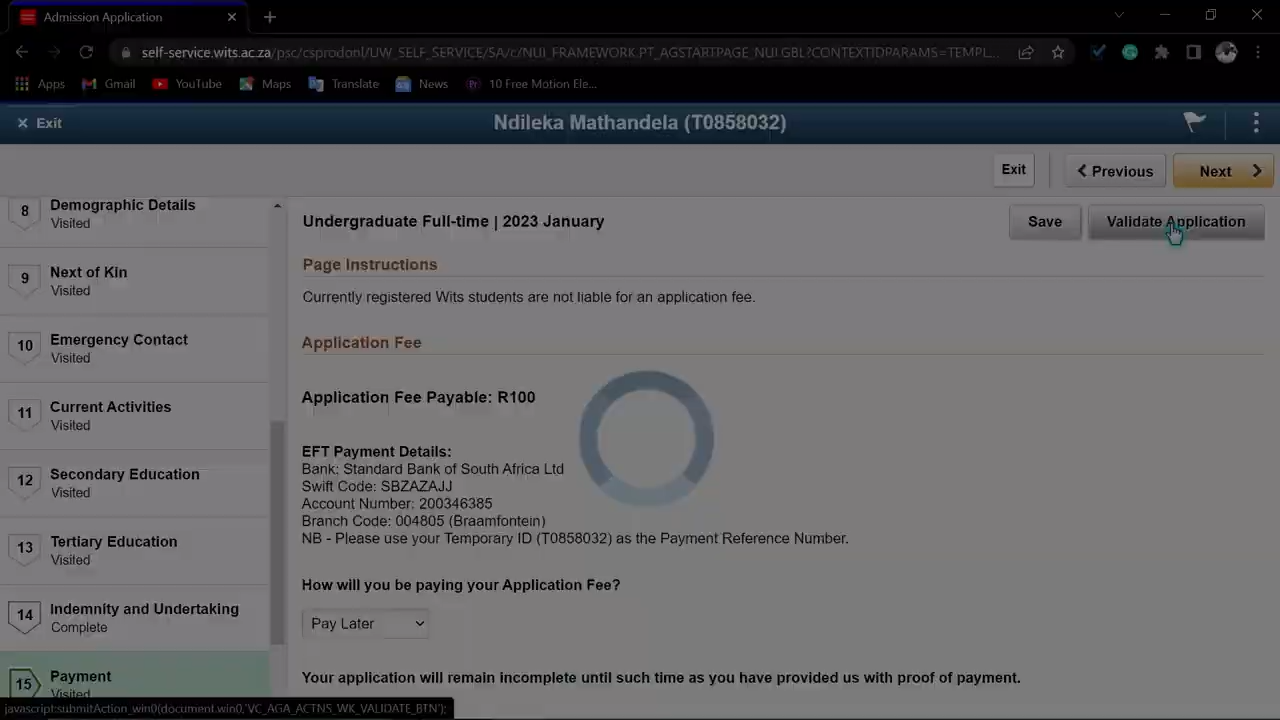 Admission Application
self-service.wits.ac.za/psc/csprodonl/UW_SELF_SERVICE/SA/c/NUI_FRAMEWORK.PT_AGSTARTPAGE_NUI.GBL?CONTEXTIDPARAMS=TEMPL...
Apps Gmail YouTube Maps Translate News Pr 10 Free Motion Ele...
Exit Ndileka Mathandela (T0858032)
Exit Previous Next
8 Demographic Details
Visited
Undergraduate Full-time | 2023 January Save Validate Application
Page Instructions
9 Next of Kin
Visited
Currently registered Wits students are not liable for an application fee.
10 Emergency Contact
Visited
Application Fee
Application Fee Payable: R100
11 Current Activities
Visited
EFT Payment Details:
Bank: Standard Bank of South Africa Ltd
12 Secondary Education
Visited
Swift Code: SBZAZAJJ
Account Number: 200346385
Branch Code: 004805 (Braamfontein)
NB - Please use your Temporary ID (T0858032) as the Payment Reference Number.
13 Tertiary Education
Visited
How will you be paying your Application Fee?
14 Indemnity and Undertaking
Complete
Pay Later
15 Payment
Visited
Your application will remain incomplete until such time as you have provided us with proof of payment.
javascript:submitAction_win0(document.win0,'VC_AGA_ACTNS_WK_VALIDATE_BTN');